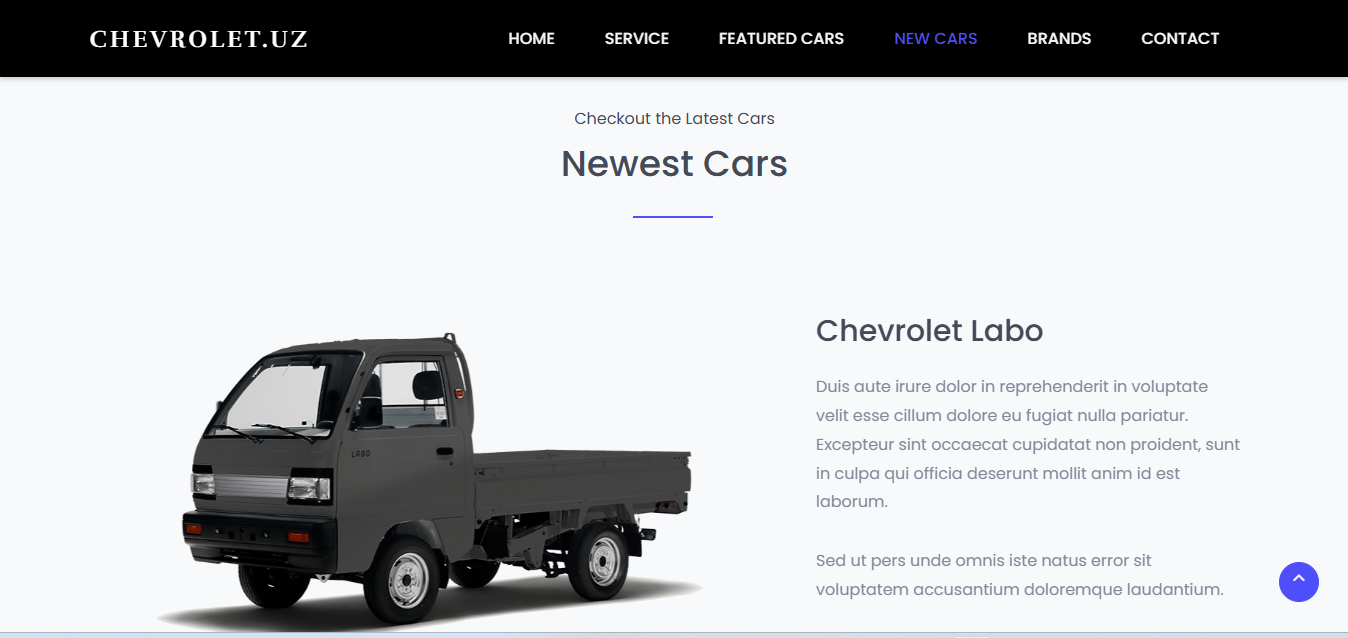 CHEVROLET.UZ
HOME SERVICE FEATURED CARS NEW CARS BRANDS CONTACT
Checkout the Latest Cars
Newest Cars
LABO
Chevrolet Labo
Duis aute irure dolor in reprehenderit in voluptate
velit esse cillum dolore eu fugiat nulla pariatur.
Excepteur sint occaecat cupidatat non proident, sunt
in culpa qui officia deserunt mollit anim id est
laborum.
Sed ut pers unde omnis iste natus error sit
voluptatem accusantium doloremque laudantium.